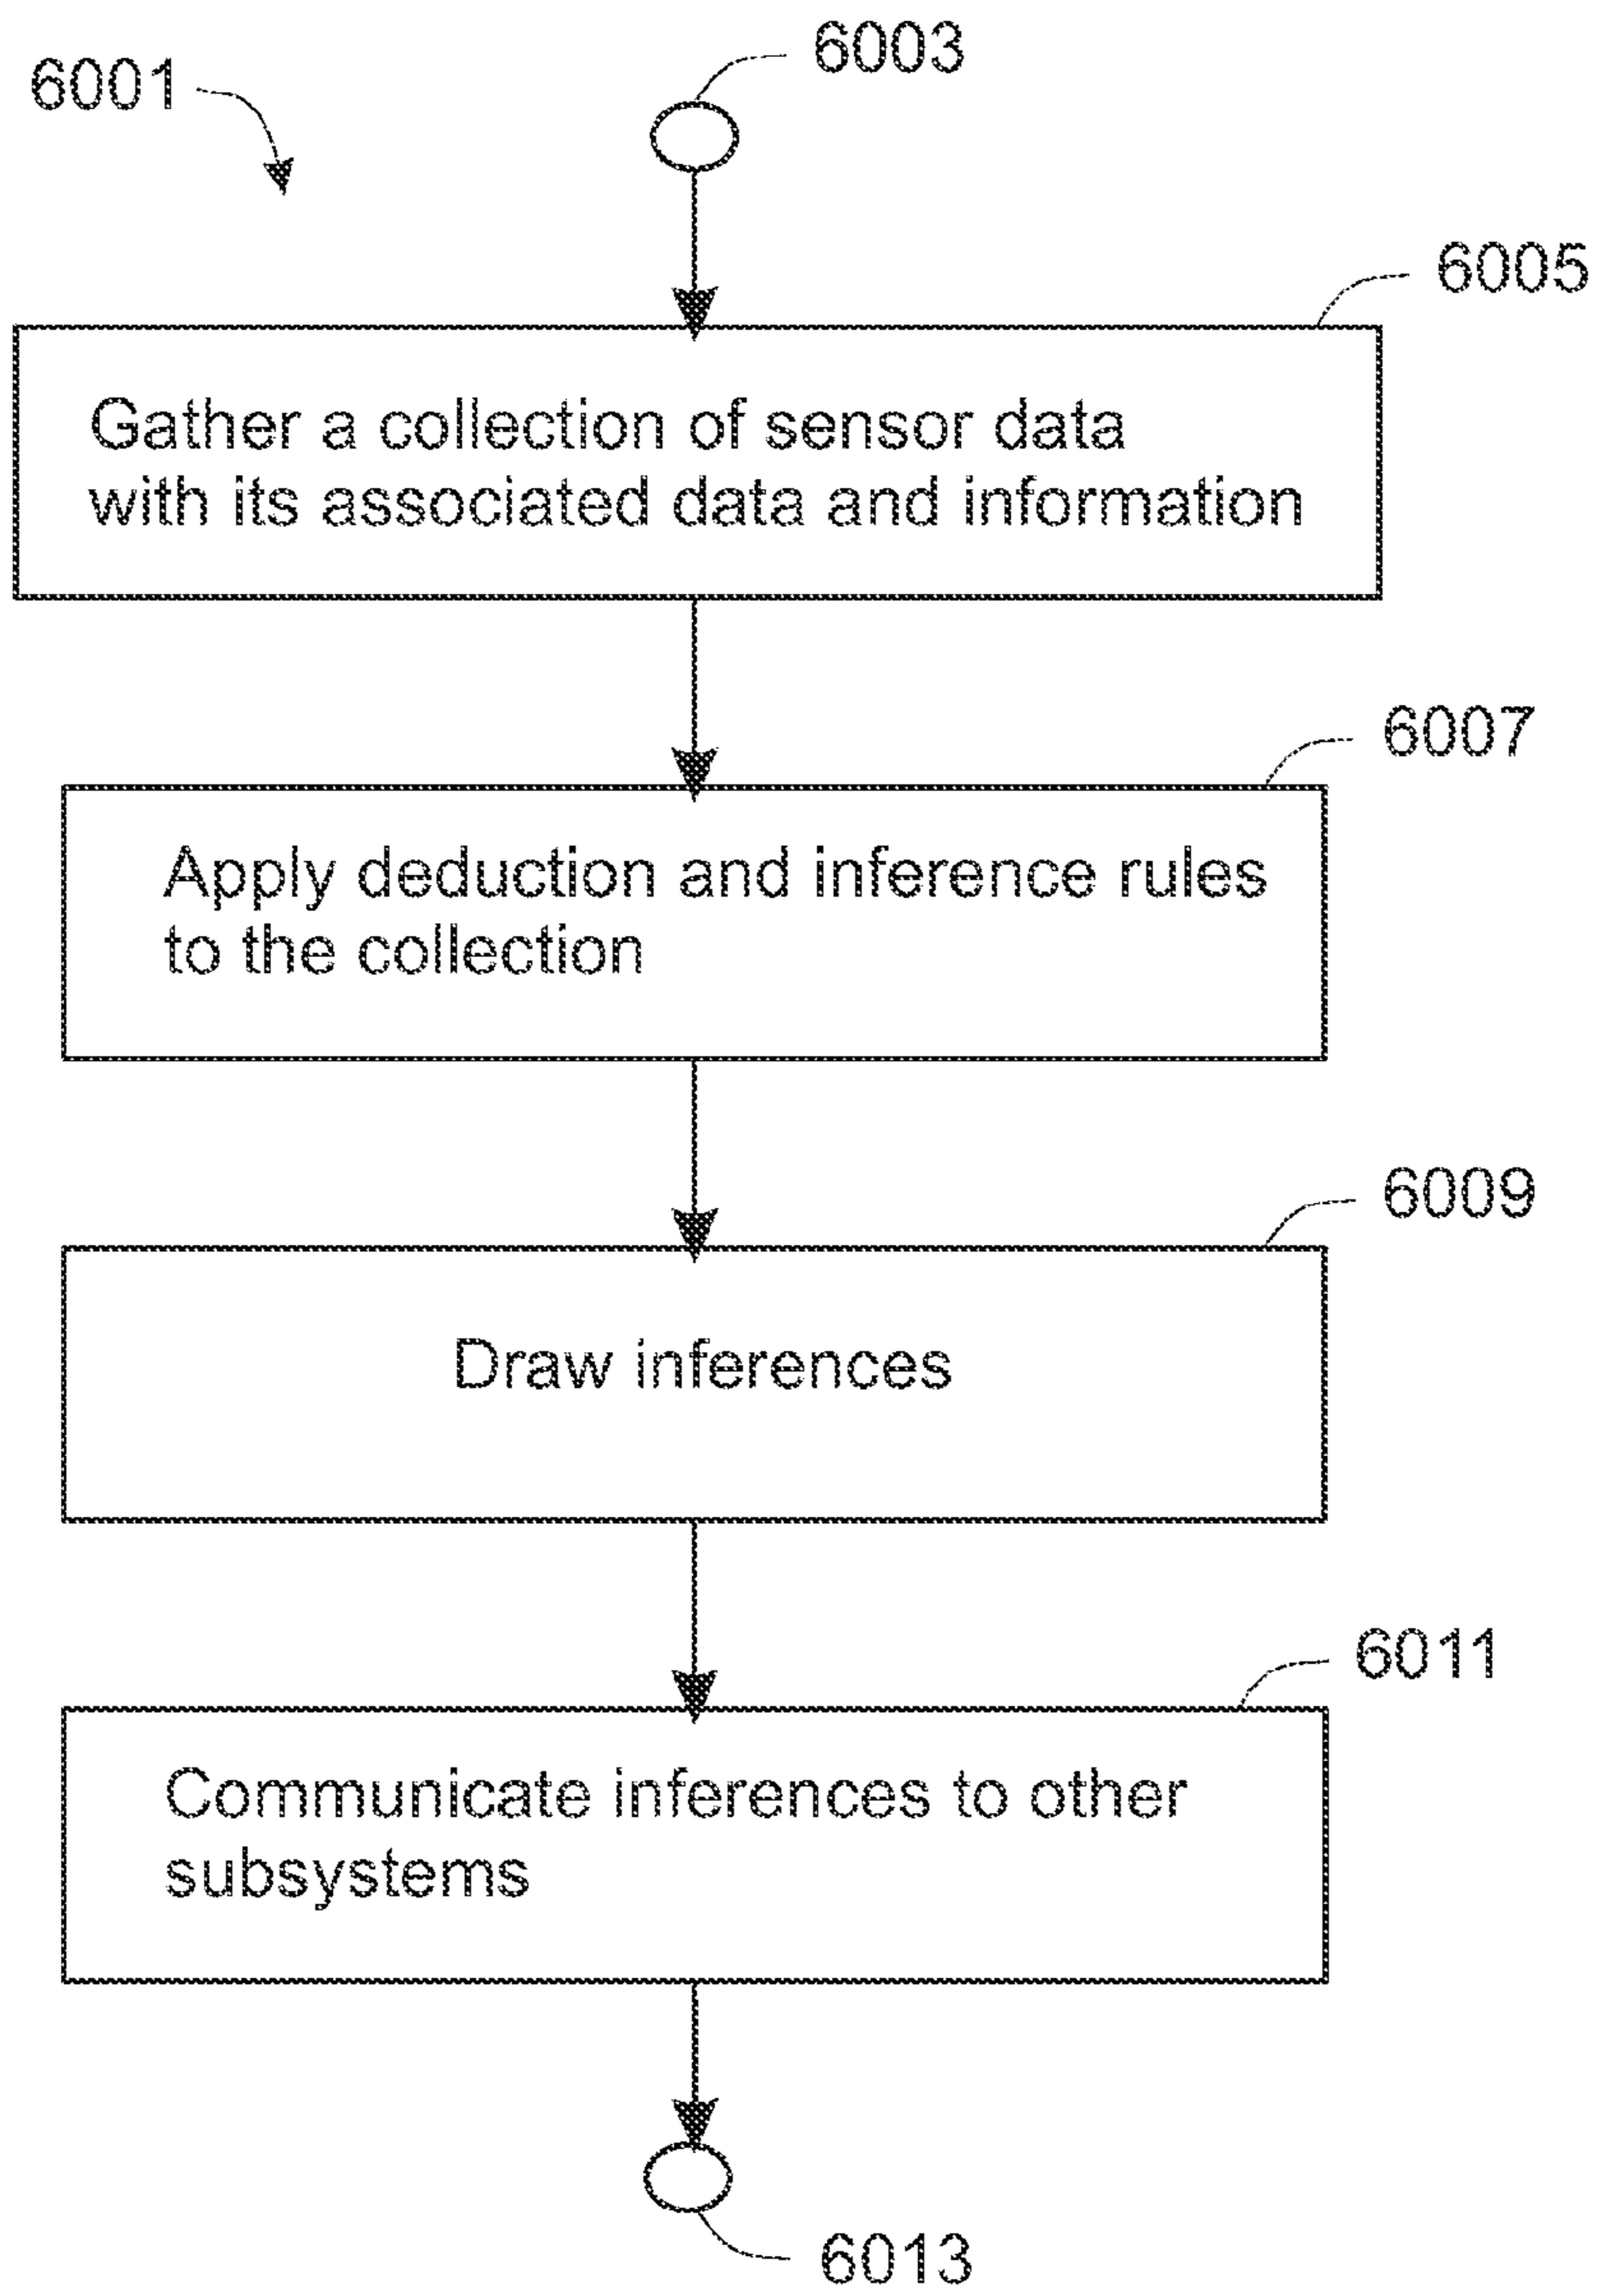 6003
6001
6005
Gather a collection of sensor data
with its associated data and information
6007
Apply deduction and inference rules
to the collection
6009
Draw inferences
6011
Communicate inferences to other
subsystems
6013